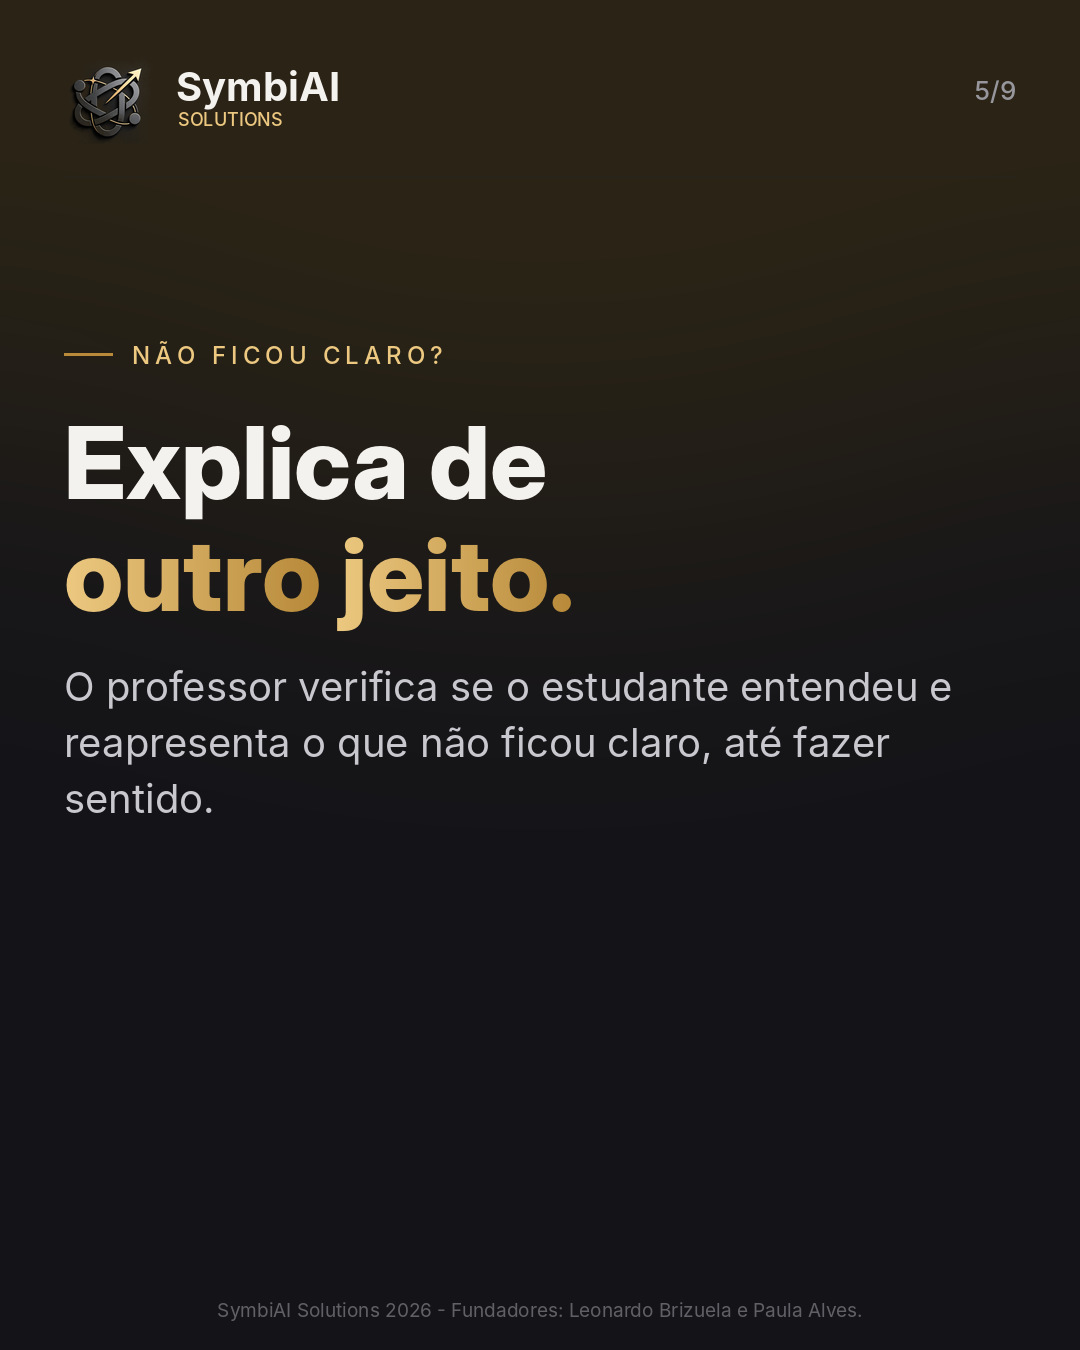 SymbiAI
SOLUTIONS
5/9
NÃO FICOU CLARO?
Explica de
outro jeito.
O professor verifica se o estudante entendeu e
reapresenta o que não ficou claro, até fazer
sentido.
SymbiAI Solutions 2026 - Fundadores: Leonardo Brizuela e Paula Alves.